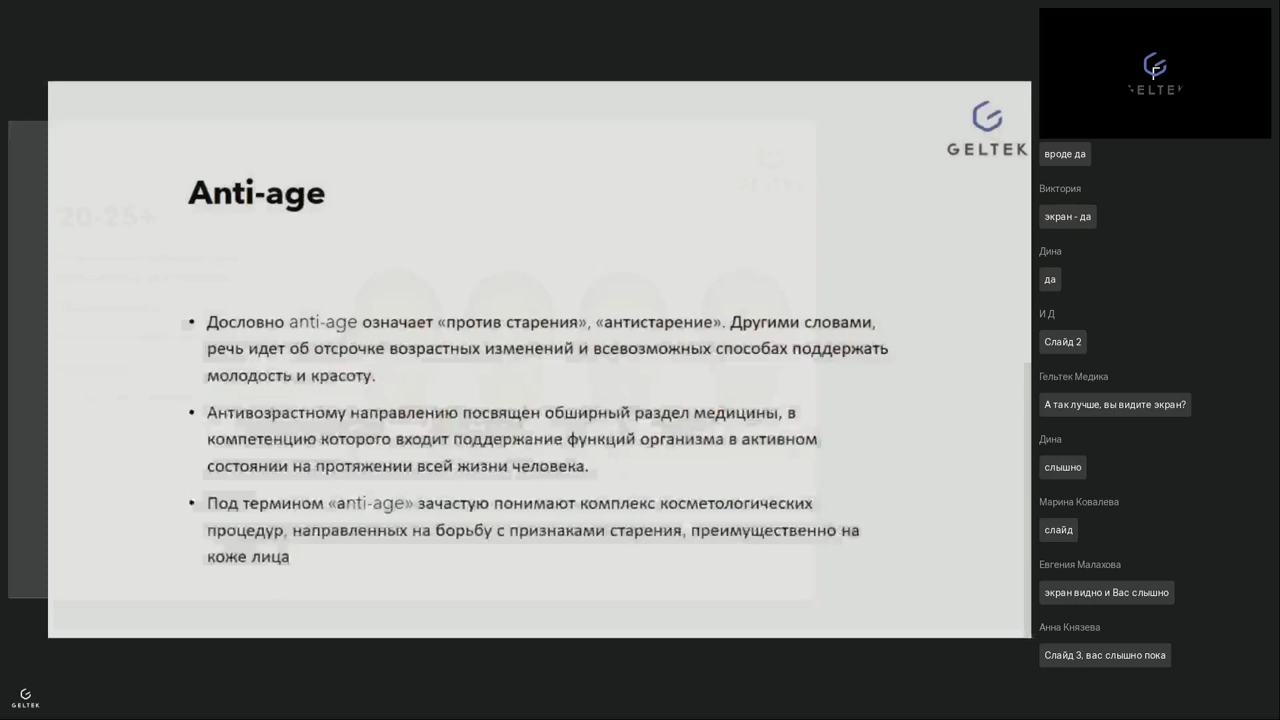 GELTEK
Anti-age
20-25+
• Дословно anti-age означает «против старения», «антистарение». Другими словами,
речь идет об отсрочке возрастных изменений и всевозможных способах поддержать
молодость и красоту.
• Антивозрастному направлению посвящен обширный раздел медицины, в
компетенцию которого входит поддержание функций организма в активном
состоянии на протяжении всей жизни человека.
• Под термином «anti-age» зачастую понимают комплекс косметологических
процедур, направленных на борьбу с признаками старения, преимущественно на
коже лица
GELTEK
вроде да
Виктория
экран - да
Дина
да
И Д
Слайд 2
Гельтек Медика
А так лучше, вы видите экран?
Дина
слышно
Марина Ковалева
слайд
Евгения Малахова
экран видно и Вас слышно
Анна Князева
Слайд 3, вас слышно пока